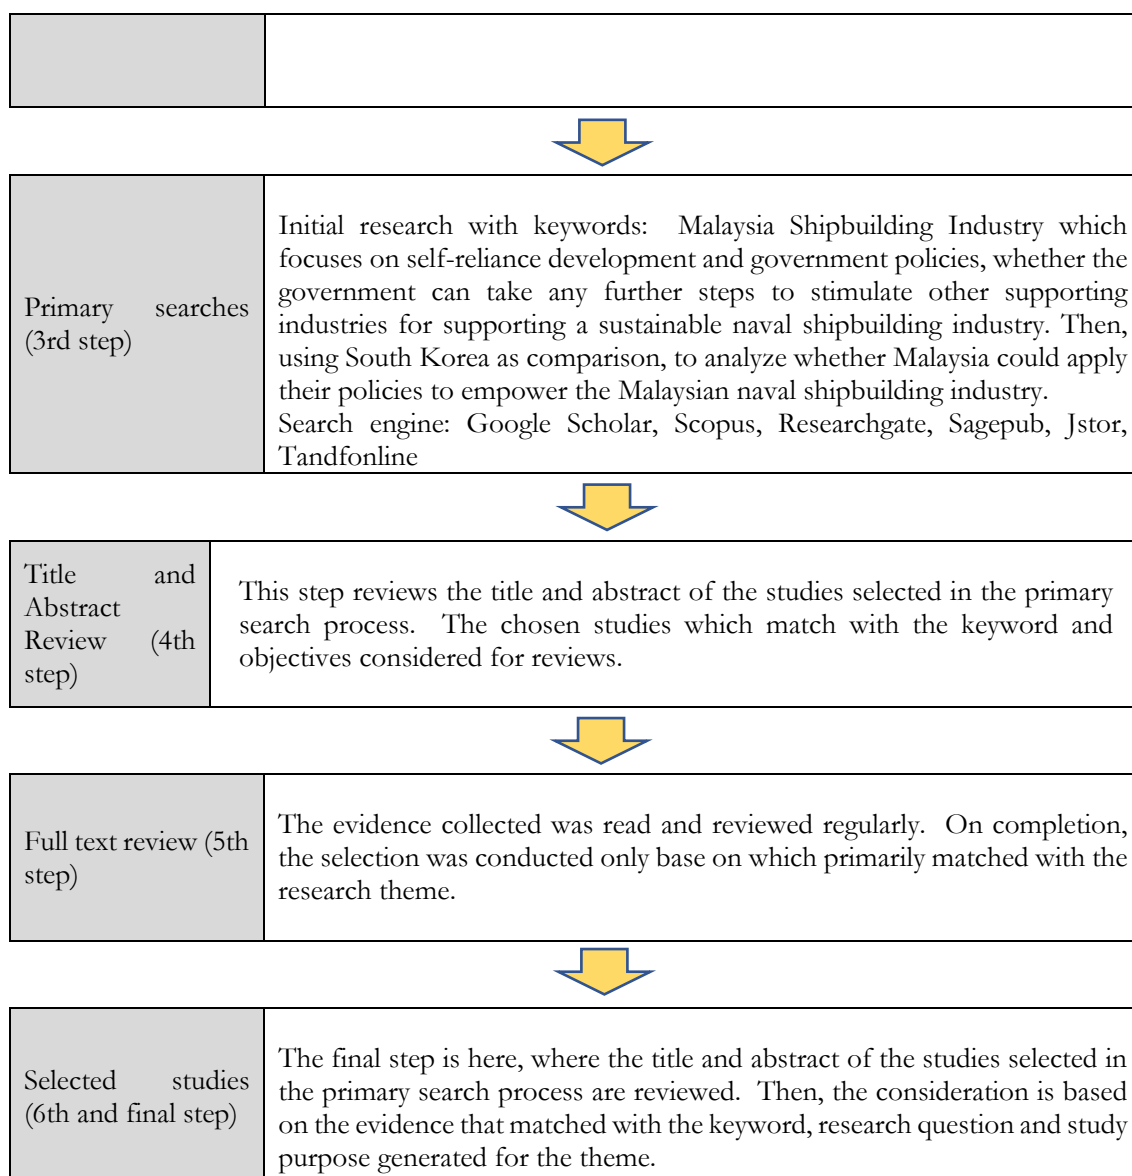 Primary searches
(3rd step)
Initial research with keywords: Malaysia Shipbuilding Industry which
focuses on self-reliance development and government policies, whether the
government can take any further steps to stimulate other supporting
industries for supporting a sustainable naval shipbuilding industry. Then,
using South Korea as comparison, to analyze whether Malaysia could apply
their policies to empower the Malaysian naval shipbuilding industry.
Search engine: Google Scholar, Scopus, Researchgate, Sagepub, Jstor,
Tandfonline
Title and
Abstract
Review (4th
step)
This step reviews the title and abstract of the studies selected in the primary
search process. The chosen studies which match with the keyword and
objectives considered for reviews.
Full text review (5th
step)
The evidence collected was read and reviewed regularly. On completion,
the selection was conducted only base on which primarily matched with the
research theme.
Selected studies
(6th and final step)
The final step is here, where the title and abstract of the studies selected in
the primary search process are reviewed. Then, the consideration is based
on the evidence that matched with the keyword, research question and study
purpose generated for the theme.